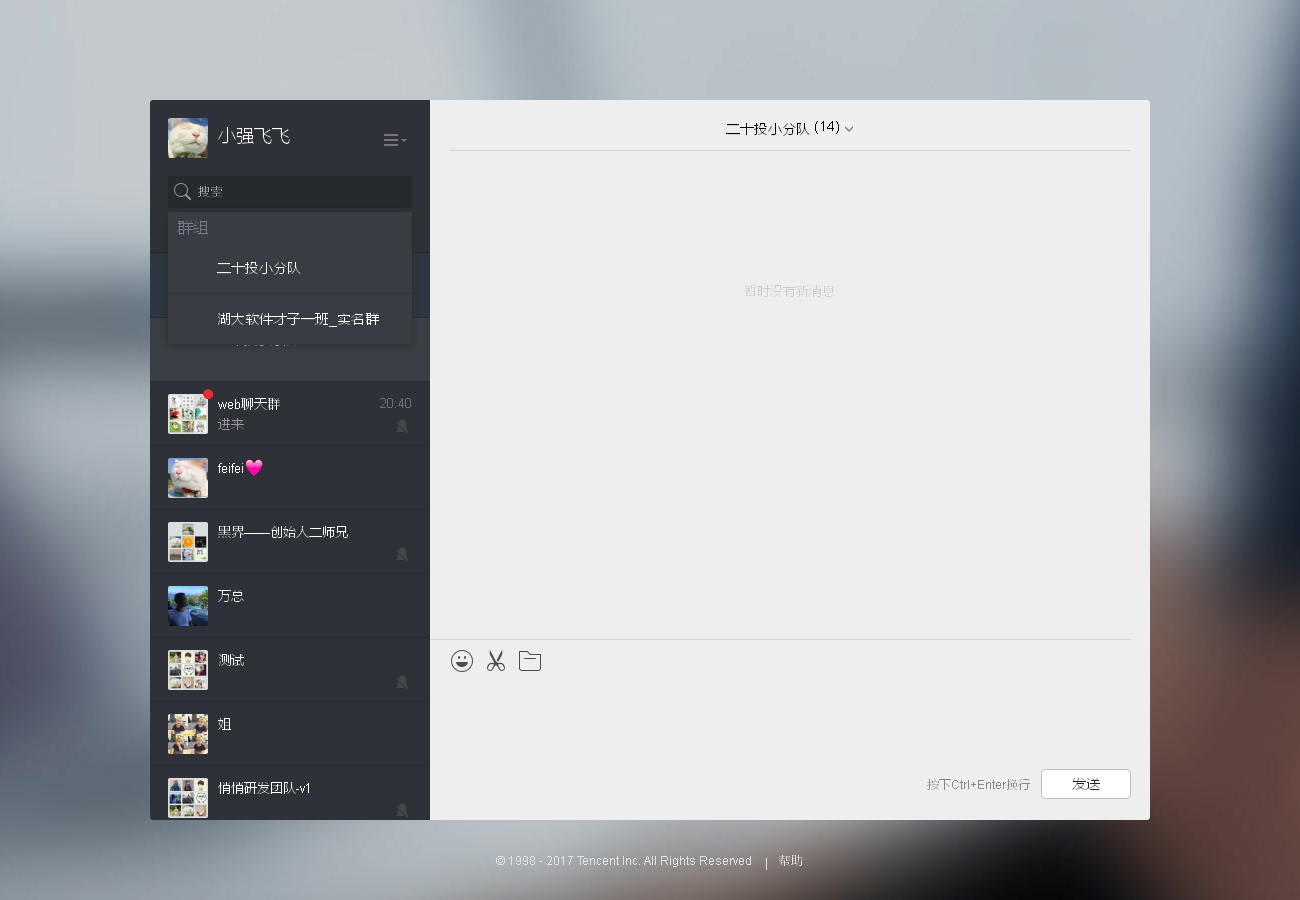 小强飞飞
搜索
群组
二十投小分队
湖大软件才子一班_实名群
web聊天群
20:40
进来
feifei
黑界——创始人二师兄
万总
测试
姐
悄悄研发团队-v1
二十投小分队 (14)
暂时没有新消息
按下Ctrl+Enter换行
发送
© 1998 - 2017 Tencent Inc. All Rights Reserved | 帮助